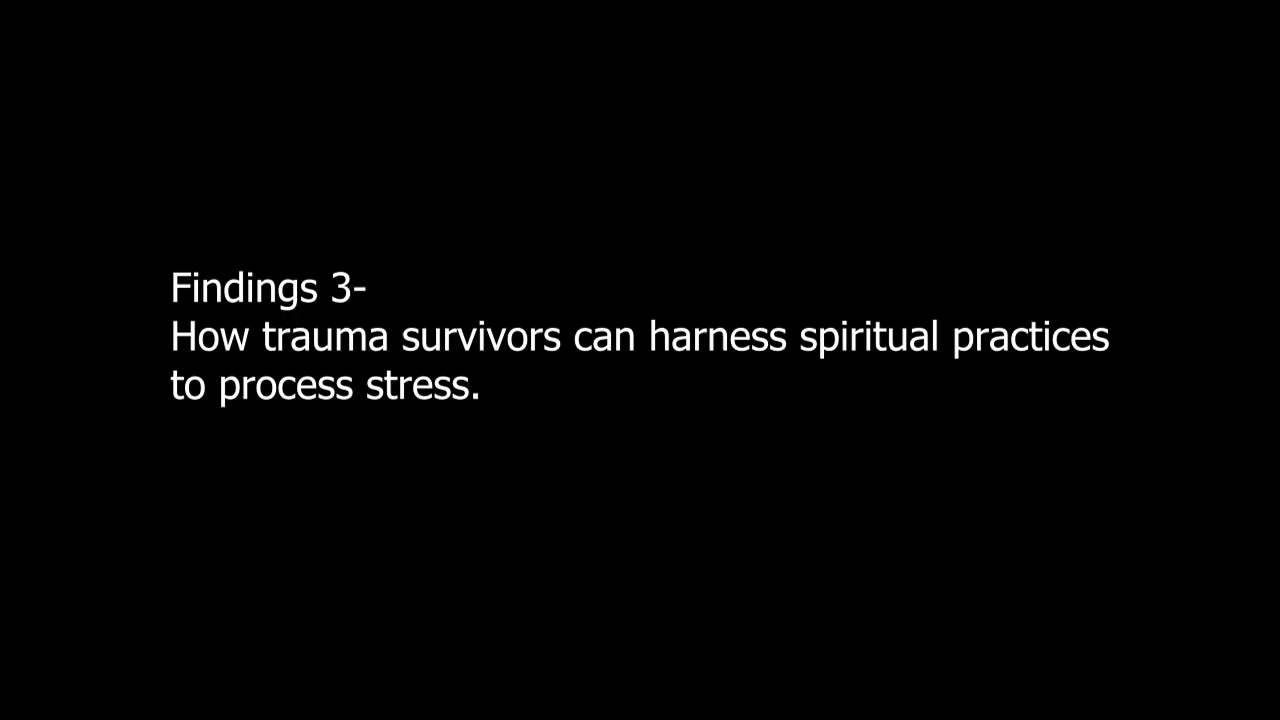 Findings 3-
How trauma survivors can harness spiritual practices
to process stress.